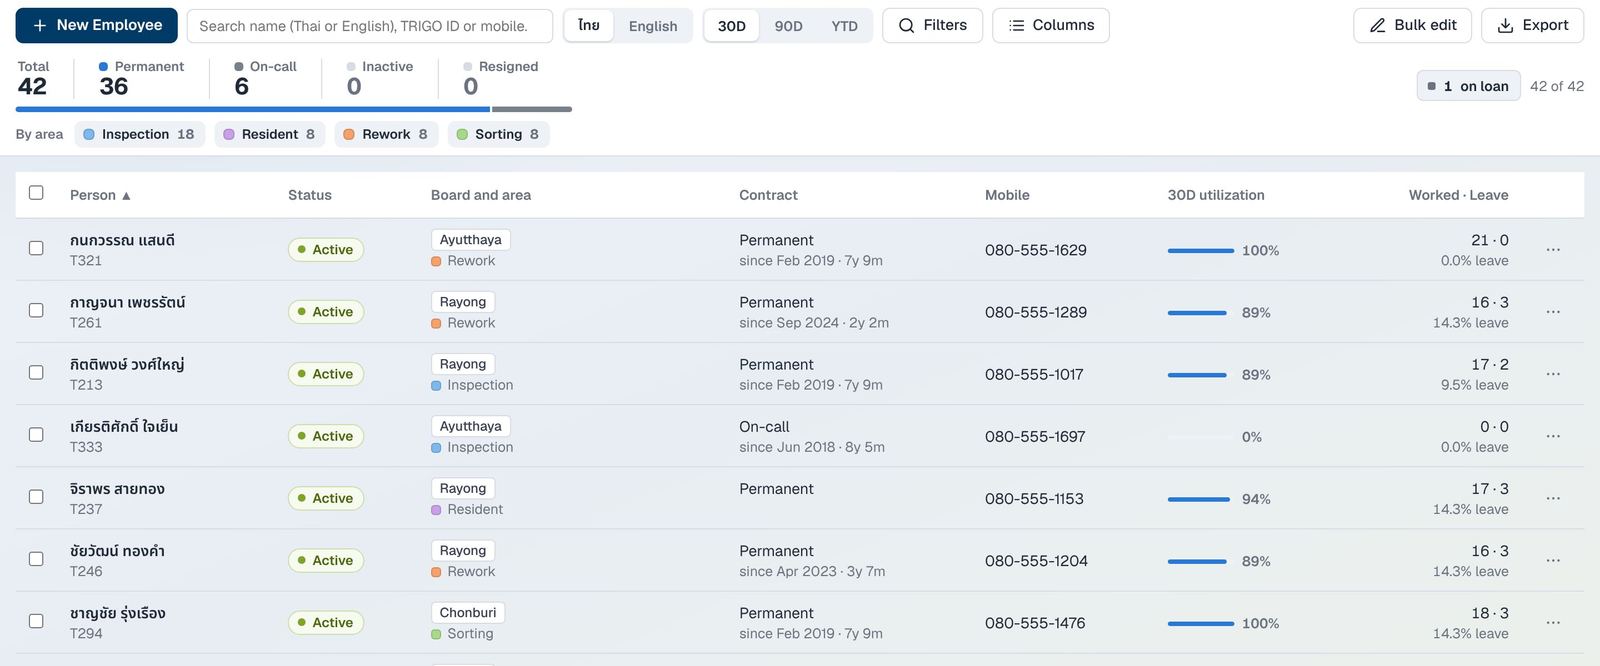 + New Employee
Search name (Thai or English), TRIGO ID or mobile.
ไทย English
30D 90D YTD
Filters
Columns
Bulk edit
Export
Total Permanent On-call Inactive Resigned
42 36 6 0 0
1 on loan 42 of 42
By area Inspection 18 Resident 8 Rework 8 Sorting 8
Person ▲ Status Board and area Contract Mobile 30D utilization Worked · Leave
กนกวรรณ แสนดี Active Ayutthaya Permanent 080-555-1629 100% 21 · 0 ...
T321 Rework since Feb 2019 · 7y 9m 0.0% leave
กาญจนา เพชรรัตน์ Active Rayong Permanent 080-555-1289 89% 16 · 3 ...
T261 Rework since Sep 2024 · 2y 2m 14.3% leave
กิตติพงษ์ วงศ์ใหญ่ Active Rayong Permanent 080-555-1017 89% 17 · 2 ...
T213 Inspection since Feb 2019 · 7y 9m 9.5% leave
เกียรติศักดิ์ ใจเย็น Active Ayutthaya On-call 080-555-1697 0% 0 · 0 ...
T333 Inspection since Jun 2018 · 8y 5m 0.0% leave
จิราพร สายทอง Active Rayong Permanent 080-555-1153 94% 17 · 3 ...
T237 Resident 14.3% leave
ชัยวัฒน์ ทองคำ Active Rayong Permanent 080-555-1204 89% 16 · 3 ...
T246 Rework since Apr 2023 · 3y 7m 14.3% leave
ชาญชัย รุ่งเรือง Active Chonburi Permanent 080-555-1476 100% 18 · 3 ...
T294 Sorting since Feb 2019 · 7y 9m 14.3% leave